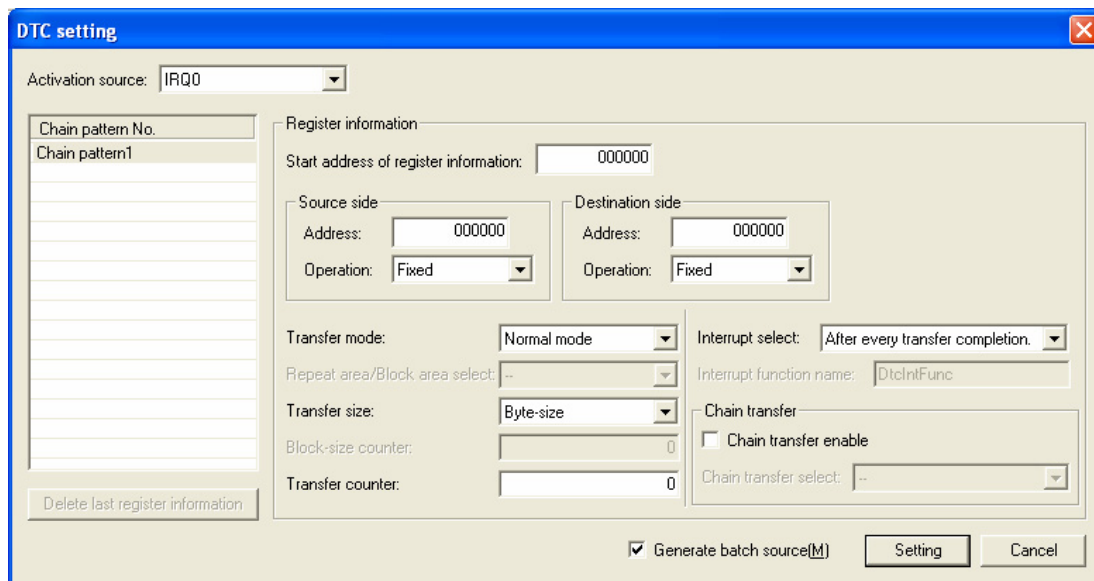 DTC setting
Activation source: IRQ0
Chain pattern No.
Chain pattern1
Delete last register information
Register information
Start address of register information: 000000
Source side
Address: 000000
Operation: Fixed
Destination side
Address: 000000
Operation: Fixed
Transfer mode: Normal mode
Repeat area/Block area select: --
Transfer size: Byte-size
Block-size counter: 0
Transfer counter: 0
Interrupt select: After every transfer completion.
Interrupt function name: DtcIntFunc
Chain transfer
Chain transfer enable
Chain transfer select: --
Generate batch source(M)
Setting
Cancel